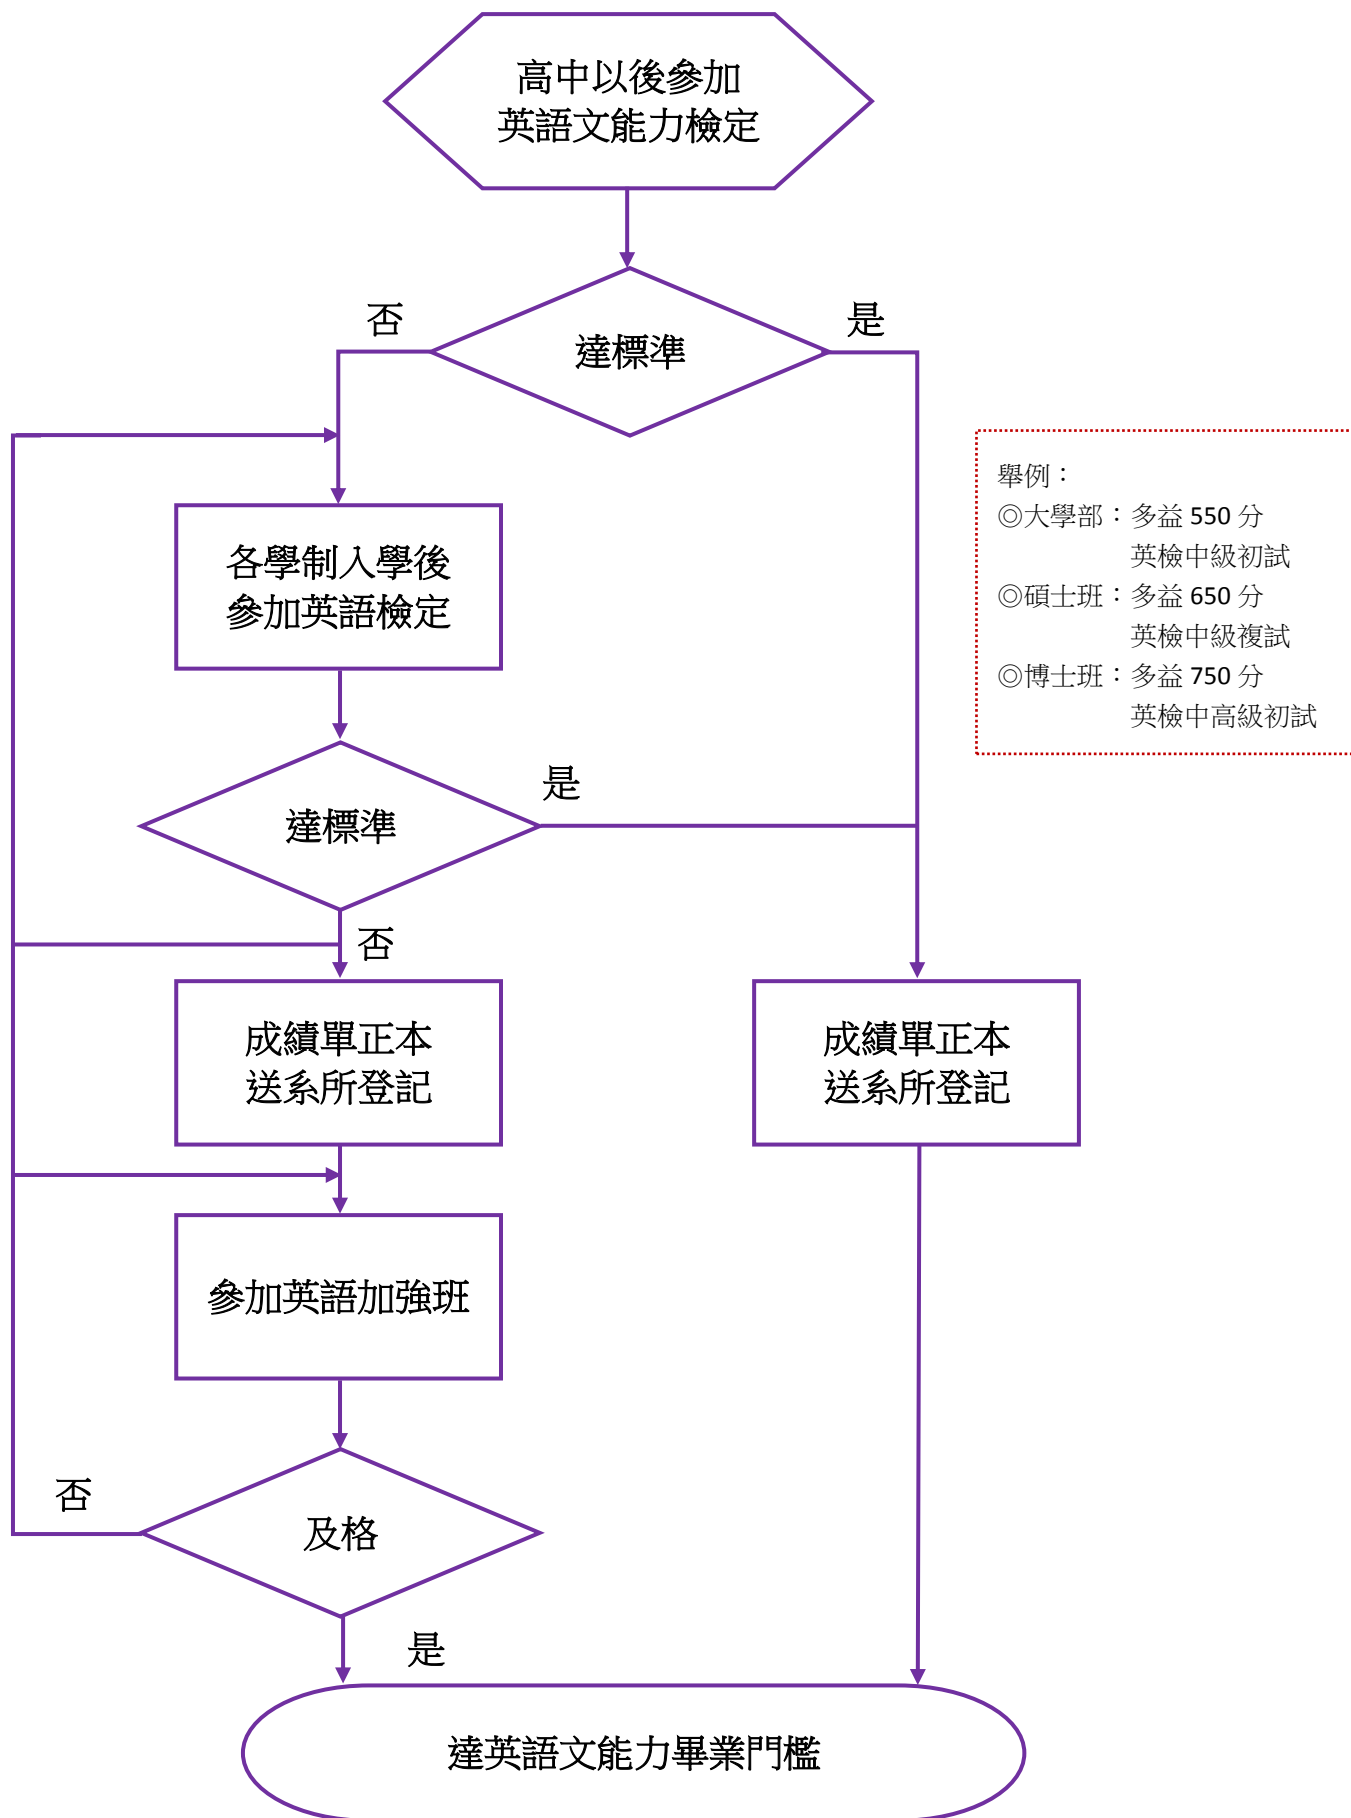 高中以後參加
英語文能力檢定
達標準
否
是
舉例：
◎大學部：多益 550 分
英檢中級初試
◎碩士班：多益 650 分
英檢中級複試
◎博士班：多益 750 分
英檢中高級初試
各學制入學後
參加英語檢定
達標準
是
否
成績單正本
送系所登記
成績單正本
送系所登記
參加英語加強班
及格
否
是
達英語文能力畢業門檻